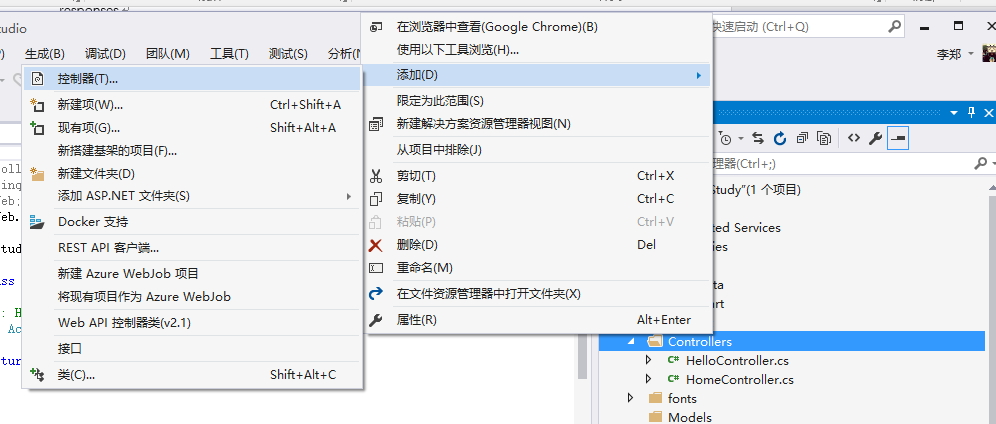 responses
tudio
快速启动 (Ctrl+Q)
生成(B) 调试(D) 团队(M) 工具(T) 测试(S) 分析(N
李郑
控制器(T)...
新建项(W)... Ctrl+Shift+A
现有项(G)... Shift+Alt+A
新搭建基架的项目(F)...
新建文件夹(D)
添加 ASP.NET 文件夹(S)
Docker 支持
REST API 客户端...
新建 Azure WebJob 项目
将现有项目作为 Azure WebJob
Web API 控制器类(v2.1)
接口
类(C)... Shift+Alt+C
在浏览器中查看(Google Chrome)(B)
使用以下工具浏览(H)...
添加(D)
限定为此范围(S)
新建解决方案资源管理器视图(N)
从项目中排除(J)
剪切(T) Ctrl+X
复制(Y) Ctrl+C
粘贴(P) Ctrl+V
删除(D) Del
重命名(M)
在文件资源管理器中打开文件夹(X)
属性(R) Alt+Enter
理器(Ctrl+;)
Study"(1 个项目)
ted Services
ies
ta
rt
Controllers
C# HelloController.cs
C# HomeController.cs
fonts
Models